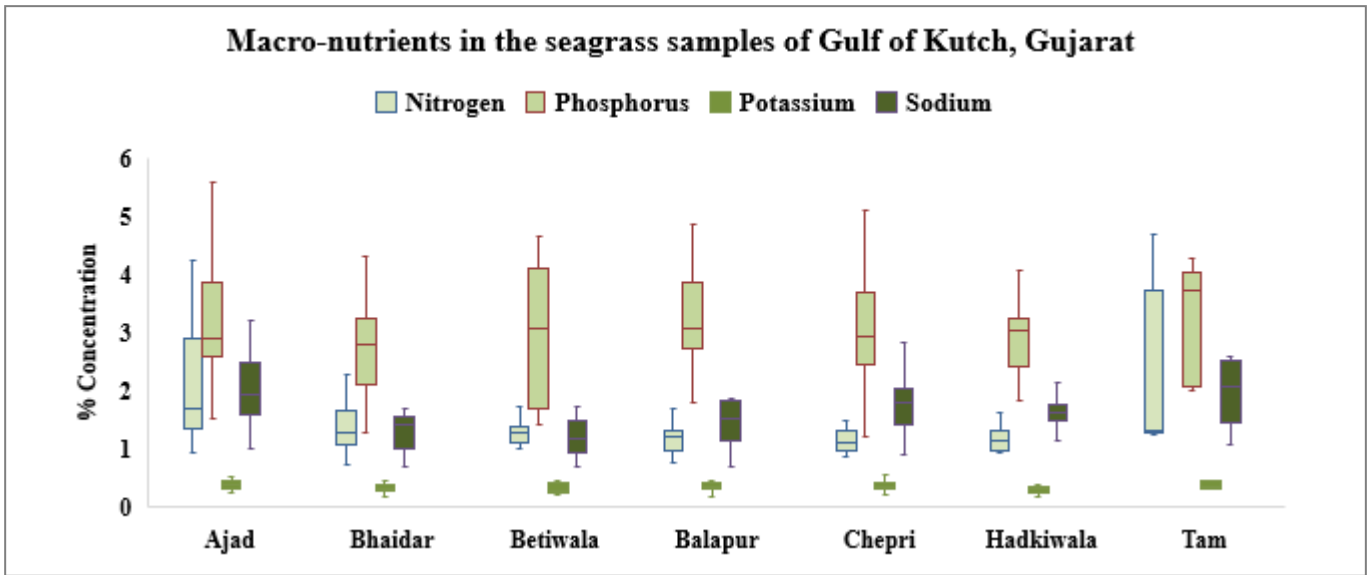 Macro-nutrients in the seagrass samples of Gulf of Kutch, Gujarat
Nitrogen Phosphorus Potassium Sodium
% Concentration
6
5
4
3
2
1
0
Ajad Bhaidar Betiwala Balapur Chepri Hadkiwala Tam